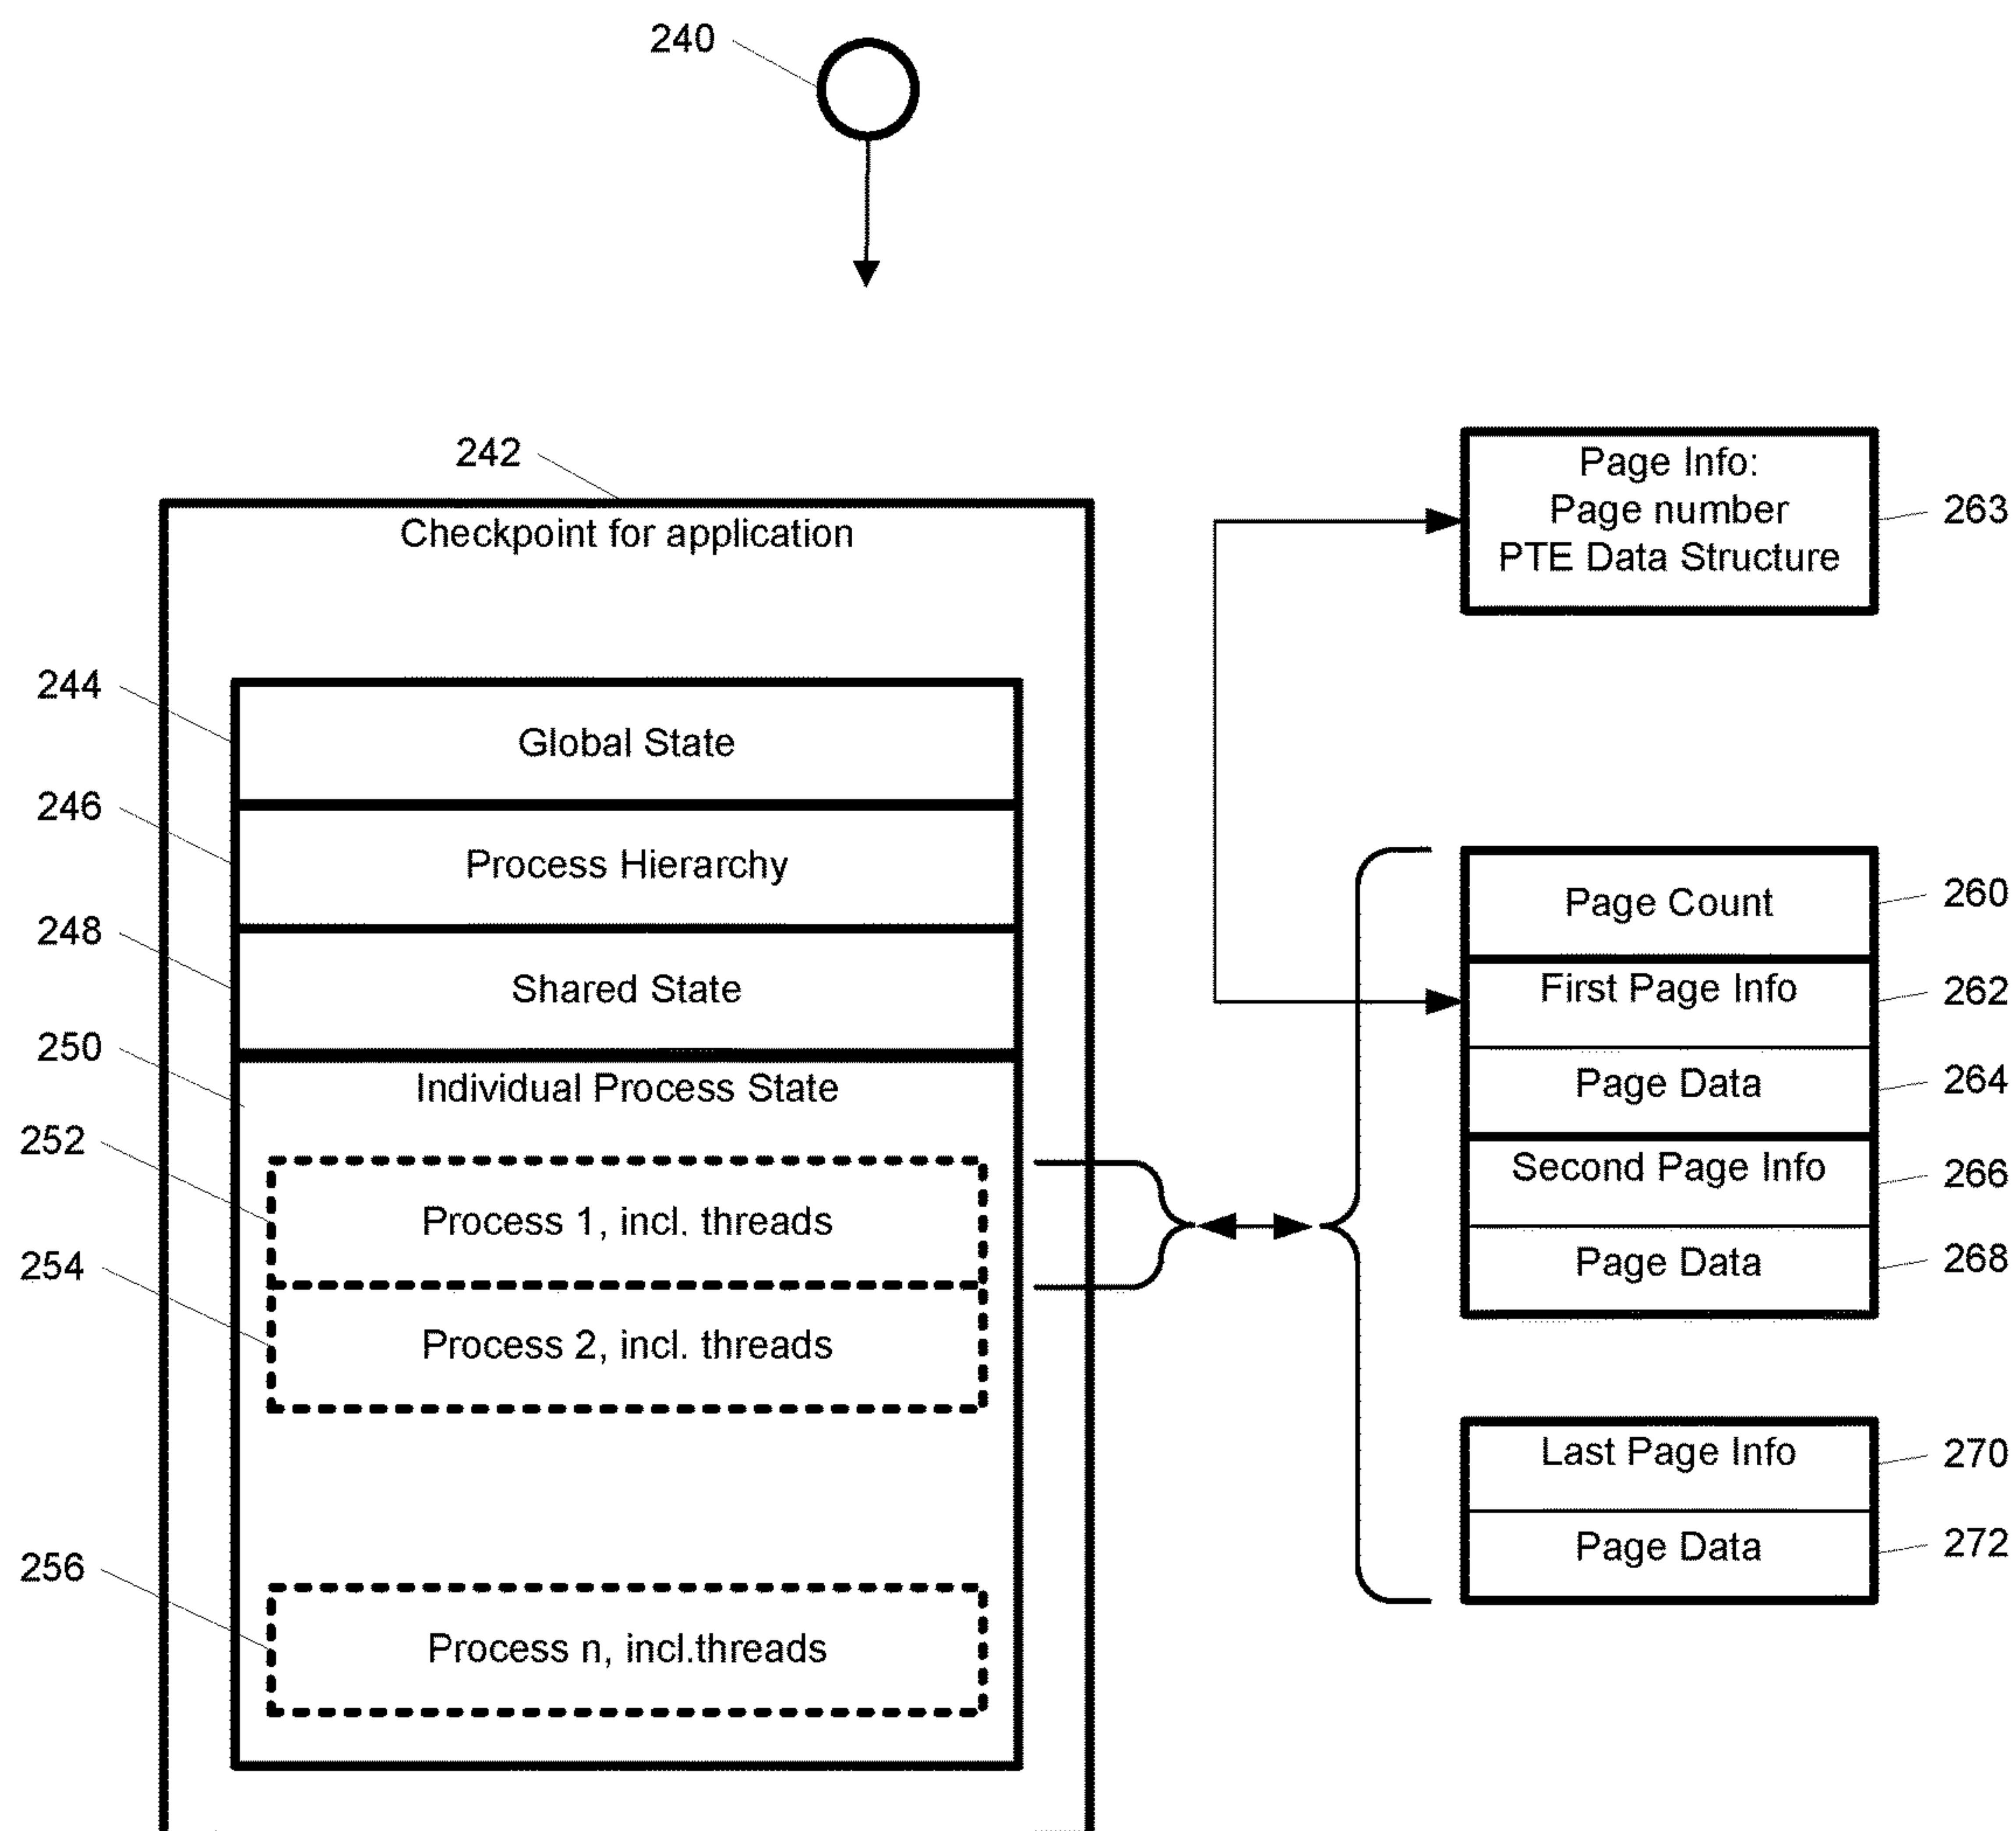 240
242
Checkpoint for application
244
Global State
246
Process Hierarchy
248
Shared State
250
Individual Process State
252
Process 1, incl. threads
254
Process 2, incl. threads
256
Process n, incl.threads
Page Info:
Page number
PTE Data Structure
263
Page Count
260
First Page Info
262
Page Data
264
Second Page Info
266
Page Data
268
Last Page Info
270
Page Data
272